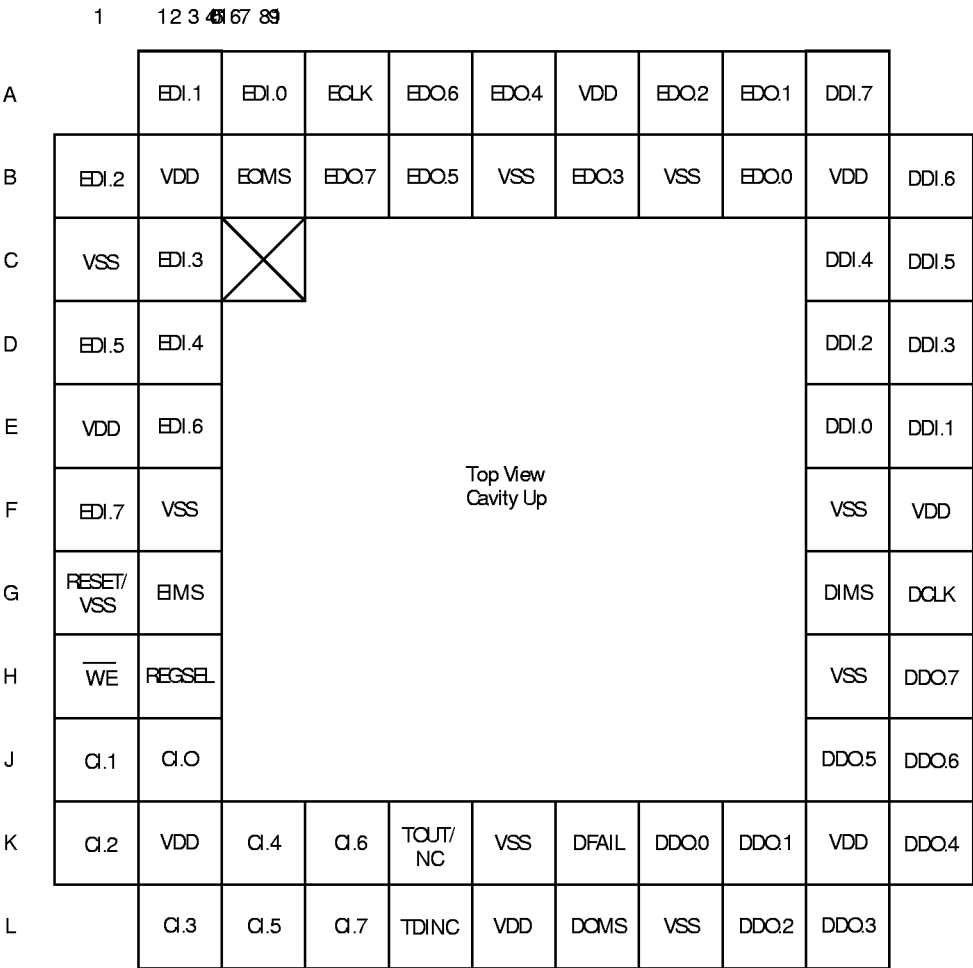 1 1 2 3 6 7
A EDI.1 EDI.0 ECLK EDO.6 EDO.4 VDD EDO.2 EDO.1 DDI.7
B EDI.2 VDD EOMS EDO.7 EDO.5 VSS EDO.3 VSS EDO.0 VDD DDI.6
C VSS EDI.3 DDI.4 DDI.5
D EDI.5 EDI.4 DDI.2 DDI.3
E VDD EDI.6 DDI.0 DDI.1
Top View
Cavity Up
F EDI.7 VSS VSS VDD
G RESET/
VSS EIMS DIMS DCLK
H WE REGSEL VSS DDO.7
J CI.1 CI.O DDO.5 DDO.6
K CI.2 VDD CI.4 CI.6 TOUT/
NC VSS DFAIL DDO.0 DDO.1 VDD DDO.4
L CI.3 CI.5 CI.7 TDINC VDD DOMS VSS DDO.2 DDO.3